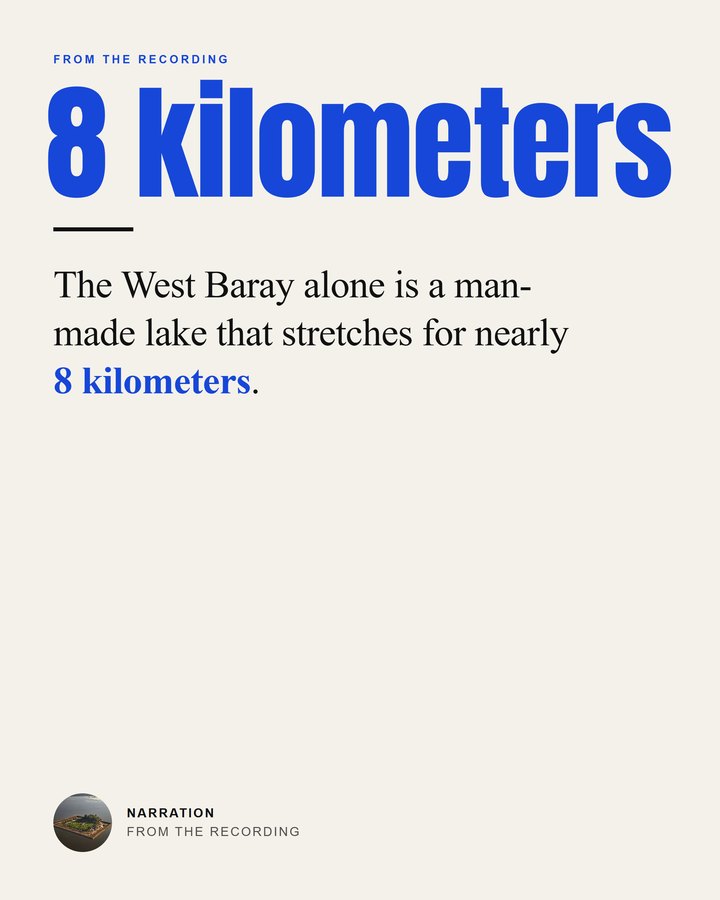 FROM THE RECORDING
8 kilometers
The West Baray alone is a man-
made lake that stretches for nearly
8 kilometers.
NARRATION
FROM THE RECORDING